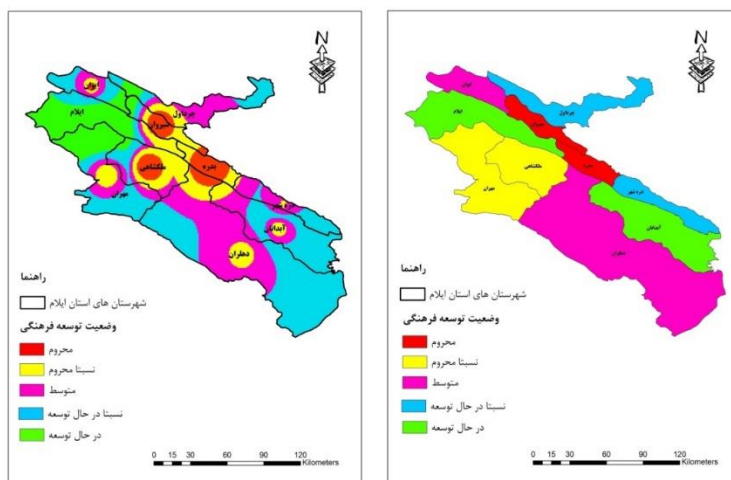 N
ایوان
ایلام
چرداول
سیروان
ملکشاهی
بدره
مهران
دره شهر
آبدانان
دهلران
راهنما
شهرستان های استان ایلام
وضعیت توسعه فرهنگی
محروم
نسبتا محروم
متوسط
نسبتا در حال توسعه
در حال توسعه
0 15 30 60 90 120
Kilometers
N
ایوان
چرداول
ایلام
سیروان
بدره
ملکشاهی
مهران
دره شهر
آبدانان
دهلران
راهنما
شهرستان های استان ایلام
وضعیت توسعه فرهنگی
محروم
نسبتا محروم
متوسط
نسبتا در حال توسعه
در حال توسعه
0 15 30 60 90 120
Kilometers